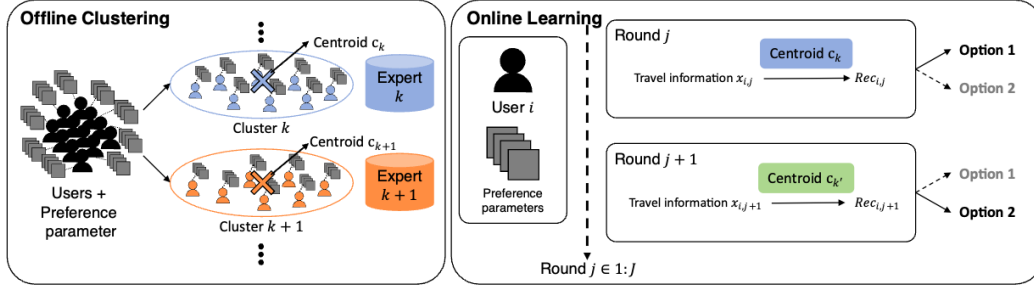 Offline Clustering
Users +
Preference
parameter
Centroid c_k
Expert
k
Cluster k
Centroid c_{k+1}
Expert
k + 1
Cluster k + 1
Online Learning
User i
Preference
parameters
Round j ∈ 1: J
Round j
Centroid c_k
Travel information x_{i,j}
Rec_{i,j}
Option 1
Option 2
Round j + 1
Centroid c_{k'}
Travel information x_{i,j+1}
Rec_{i,j+1}
Option 1
Option 2